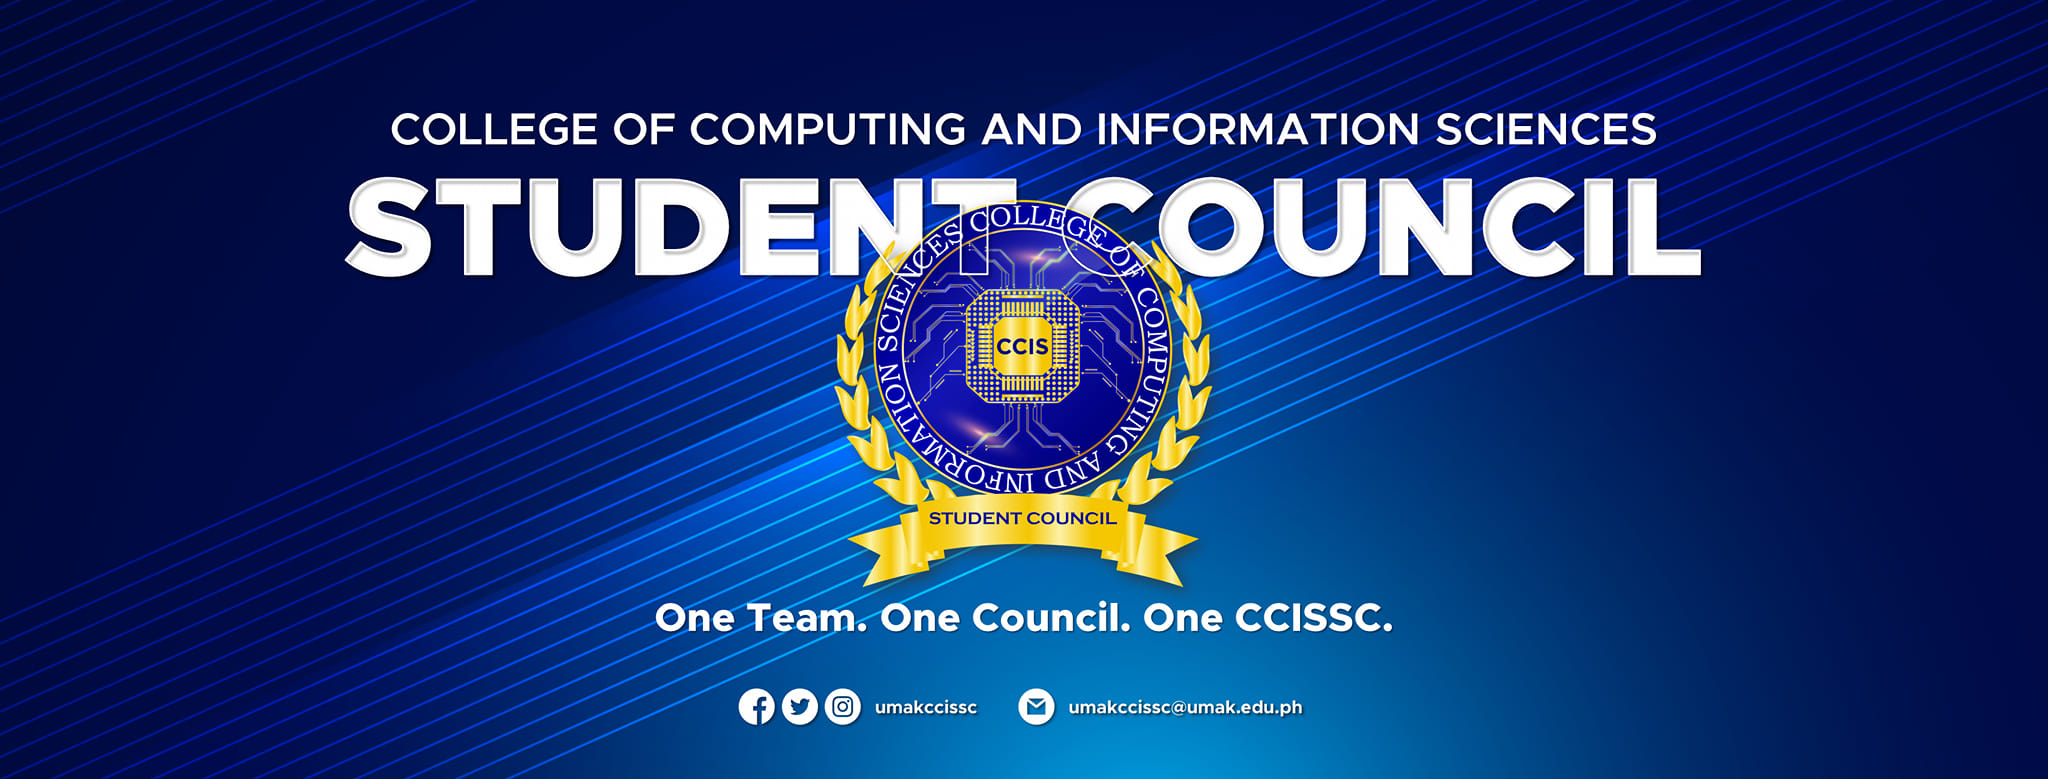 COLLEGE OF COMPUTING AND INFORMATION SCIENCES
STUDENT COUNCIL
COLLEGE OF COMPUTING AND INFORMATION SCIENCES
CCIS
STUDENT COUNCIL
One Team. One Council. One CCISSC.
umakccissc
umakccissc@umak.edu.ph